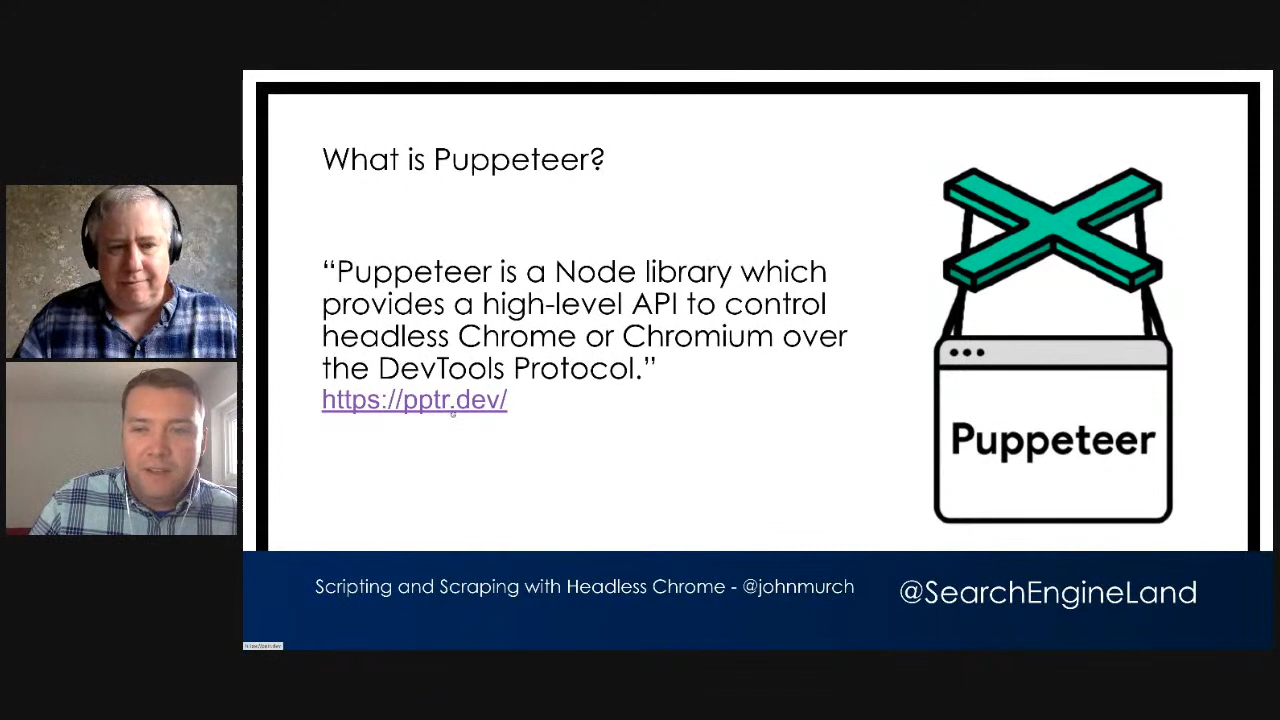 What is Puppeteer?
“Puppeteer is a Node library which
provides a high-level API to control
headless Chrome or Chromium over
the DevTools Protocol.”
https://pptr.dev/
Puppeteer
Scripting and Scraping with Headless Chrome - @johnmurch
@SearchEngineLand